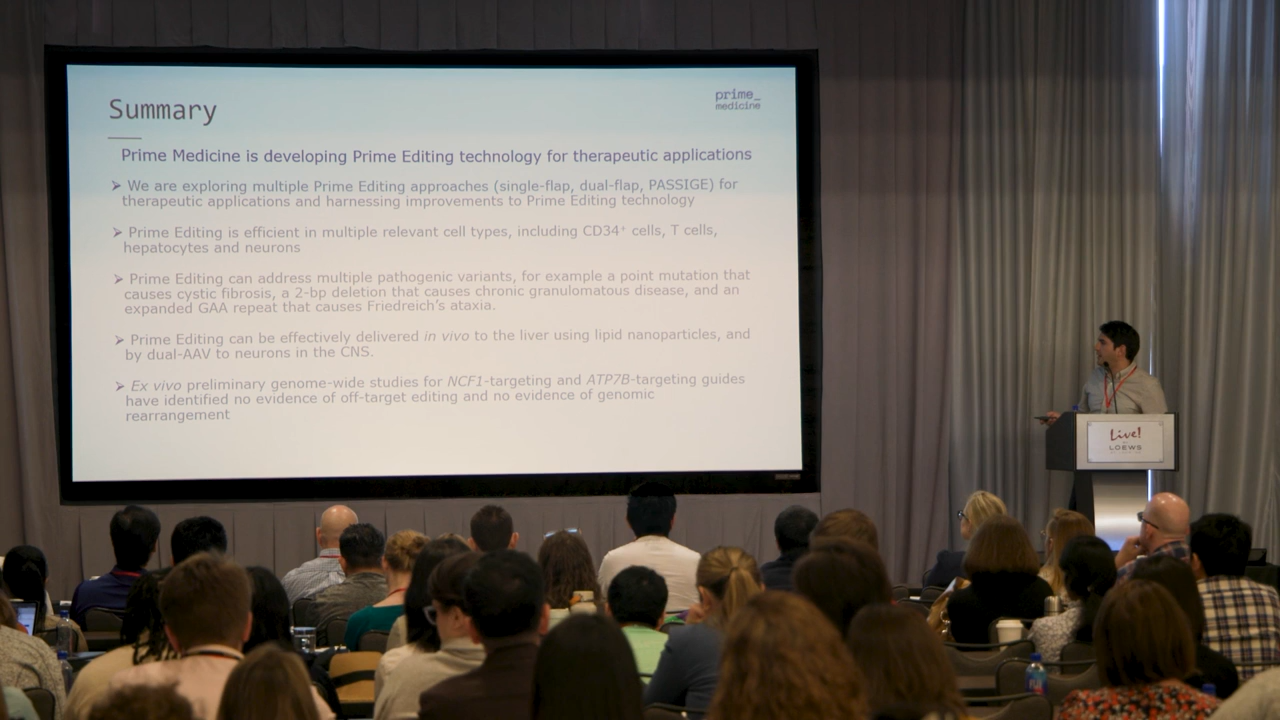 Summary
prime_
medicine
Prime Medicine is developing Prime Editing technology for therapeutic applications
➤ We are exploring multiple Prime Editing approaches (single-flap, dual-flap, PASSIGE) for
therapeutic applications and harnessing improvements to Prime Editing technology
➤ Prime Editing is efficient in multiple relevant cell types, including CD34⁺ cells, T cells,
hepatocytes and neurons
➤ Prime Editing can address multiple pathogenic variants, for example a point mutation that
causes cystic fibrosis, a 2-bp deletion that causes chronic granulomatous disease, and an
expanded GAA repeat that causes Friedreich's ataxia.
➤ Prime Editing can be effectively delivered in vivo to the liver using lipid nanoparticles, and
by dual-AAV to neurons in the CNS.
➤ Ex vivo preliminary genome-wide studies for NCF1-targeting and ATP7B-targeting guides
have identified no evidence of off-target editing and no evidence of genomic
rearrangement
Live!
LOEWS